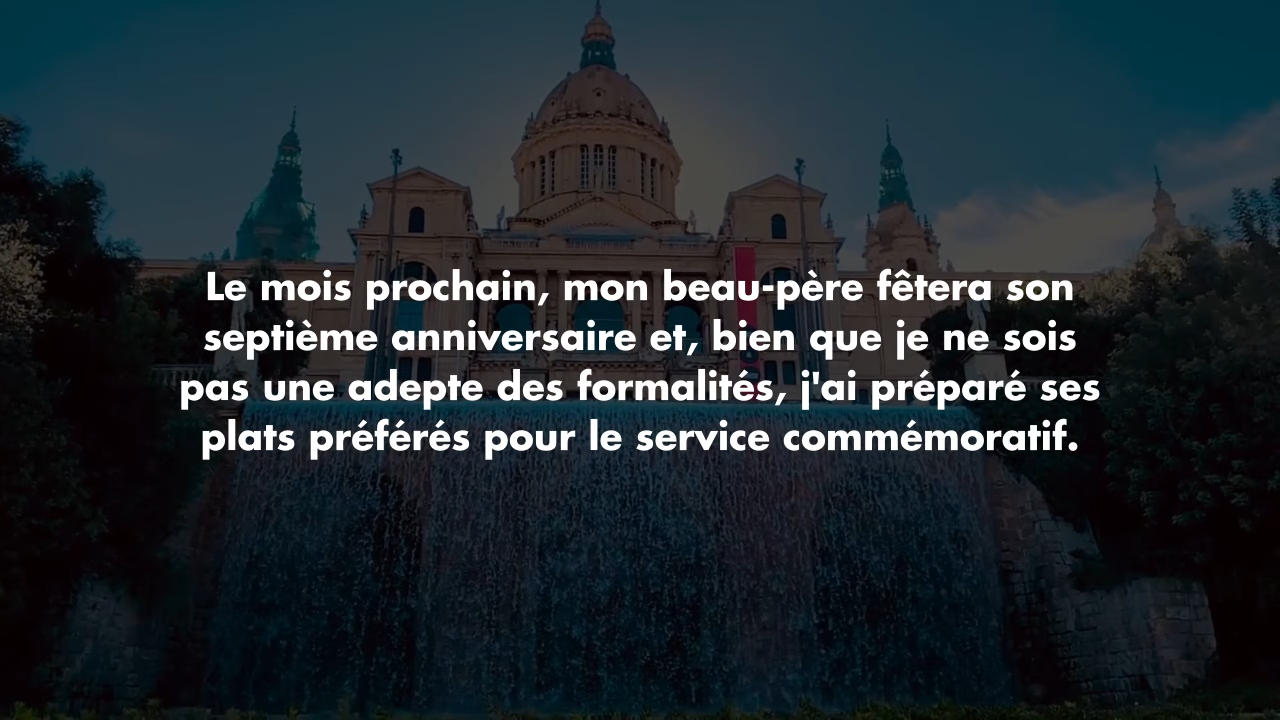 Le mois prochain, mon beau-père fêtera son
septième anniversaire et, bien que je ne sois
pas une adepte des formalités, j'ai préparé ses
plats préférés pour le service commémoratif.